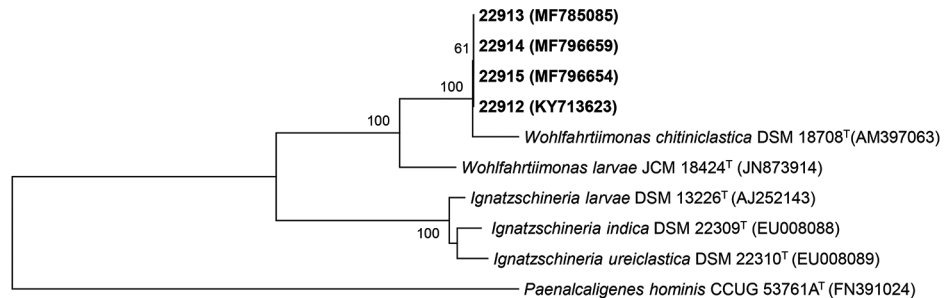 22913 (MF785085)
61
22914 (MF796659)
22915 (MF796654)
100
22912 (KY713623)
100
Wohlfahrtiimonas chitiniclastica DSM 18708ᵀ(AM397063)
Wohlfahrtiimonas larvae JCM 18424ᵀ (JN873914)
Ignatzschineria larvae DSM 13226ᵀ (AJ252143)
Ignatzschineria indica DSM 22309ᵀ (EU008088)
100
Ignatzschineria ureiclastica DSM 22310ᵀ (EU008089)
Paenalcaligenes hominis CCUG 53761Aᵀ (FN391024)